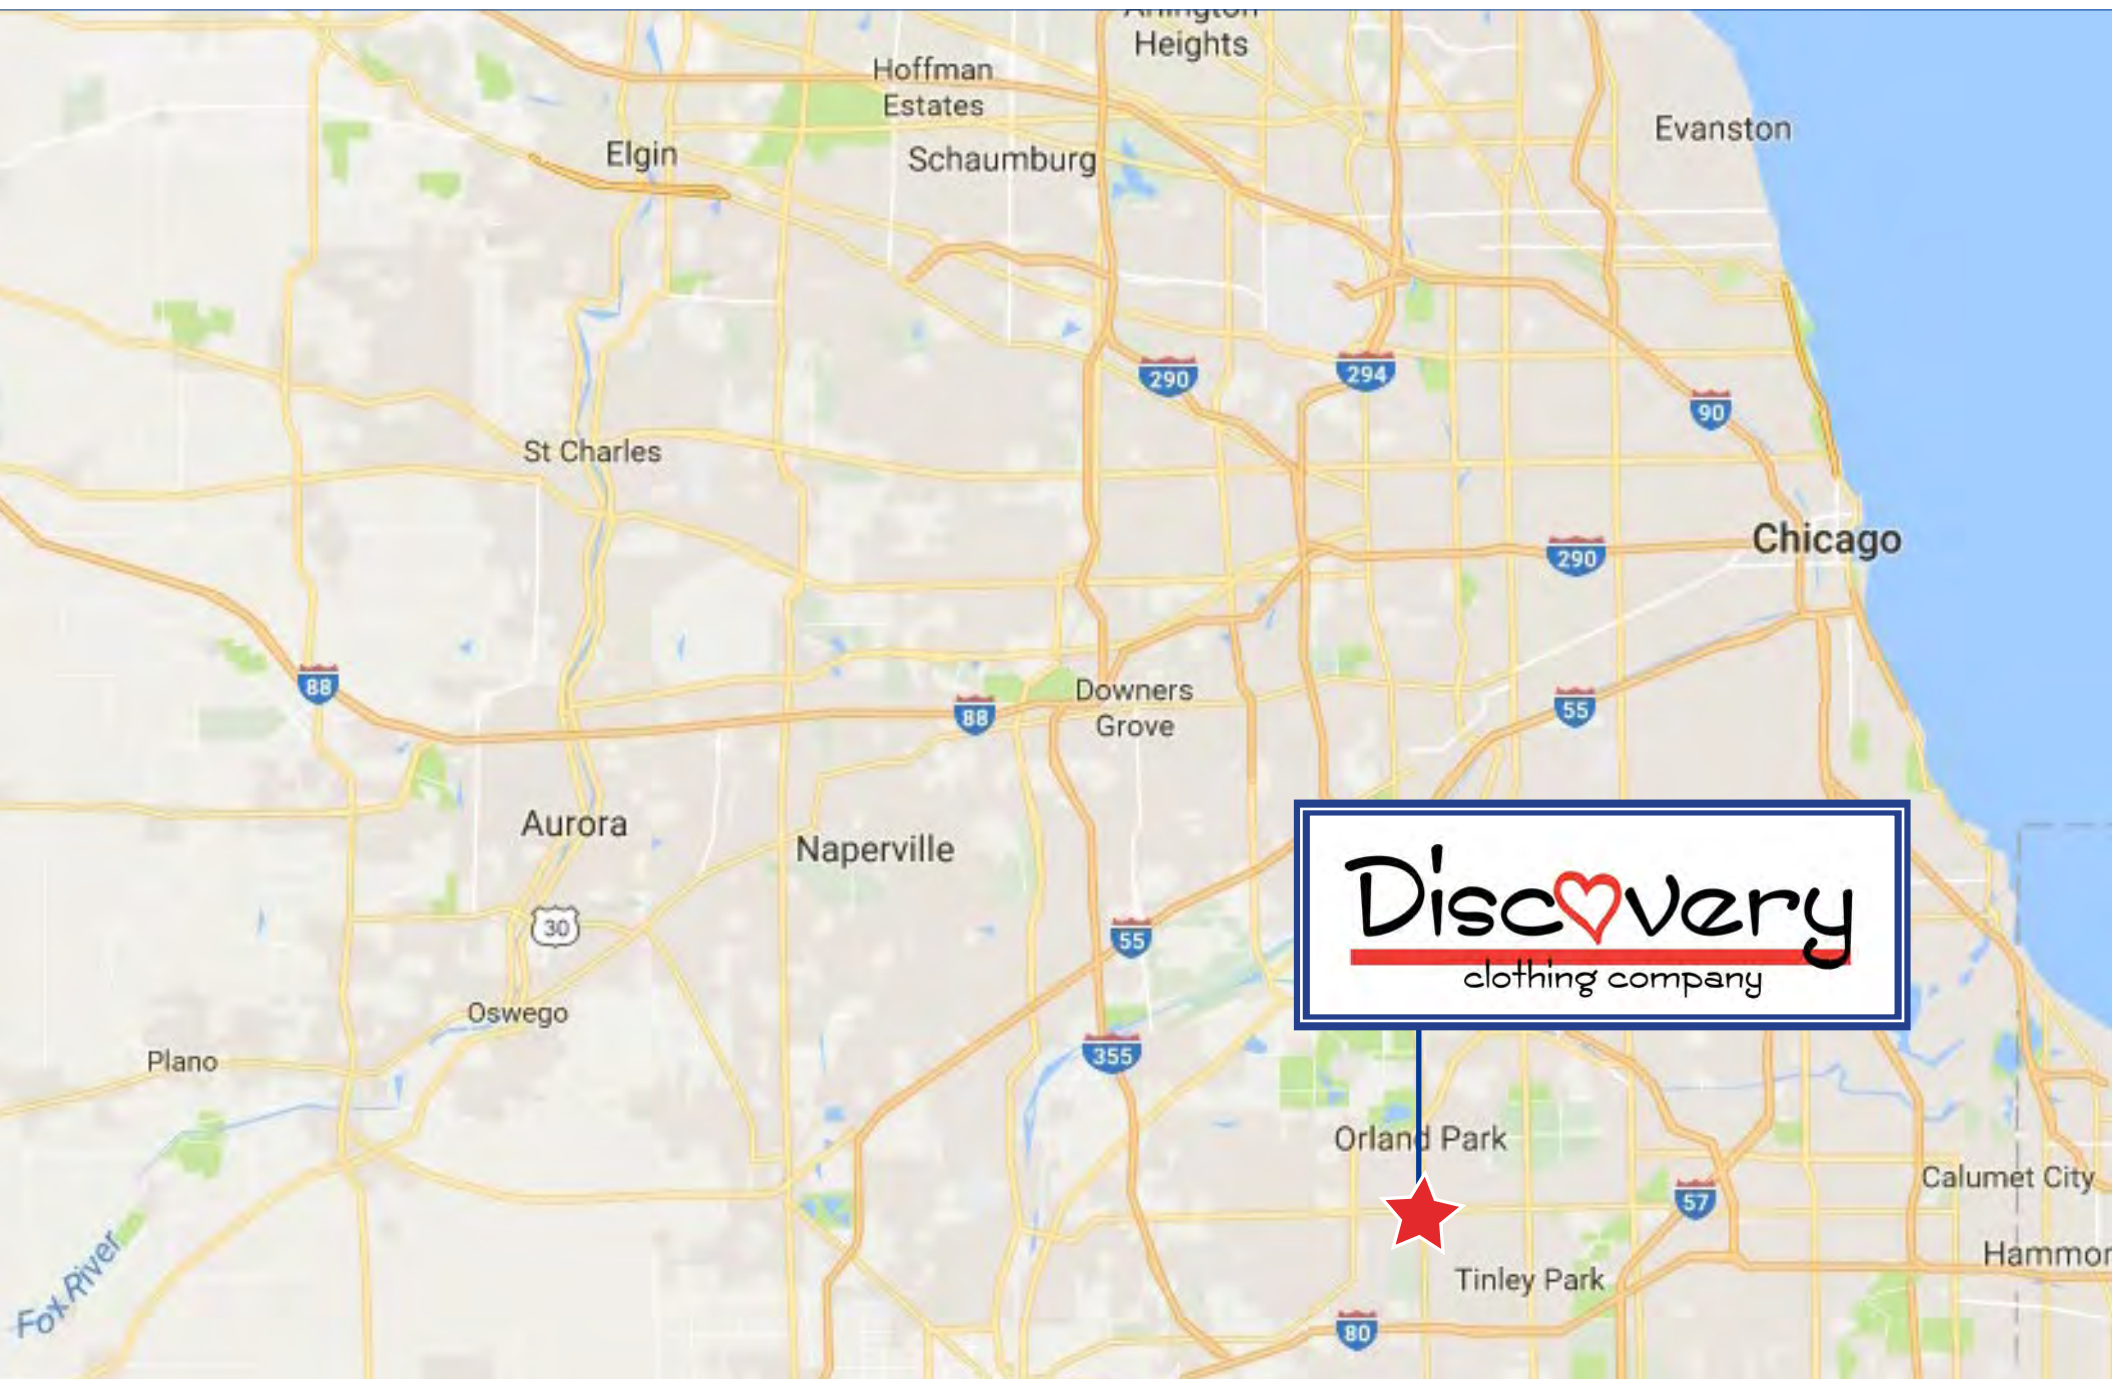 Arlington
Heights
Hoffman
Estates
Evanston
Elgin
Schaumburg
290
294
90
St Charles
Chicago
290
88
88
Downers
Grove
55
Aurora
Naperville
Discovery
clothing company
30
55
Oswego
355
Plano
Orland Park
57
Calumet City
Fox River
Hammon
Tinley Park
80